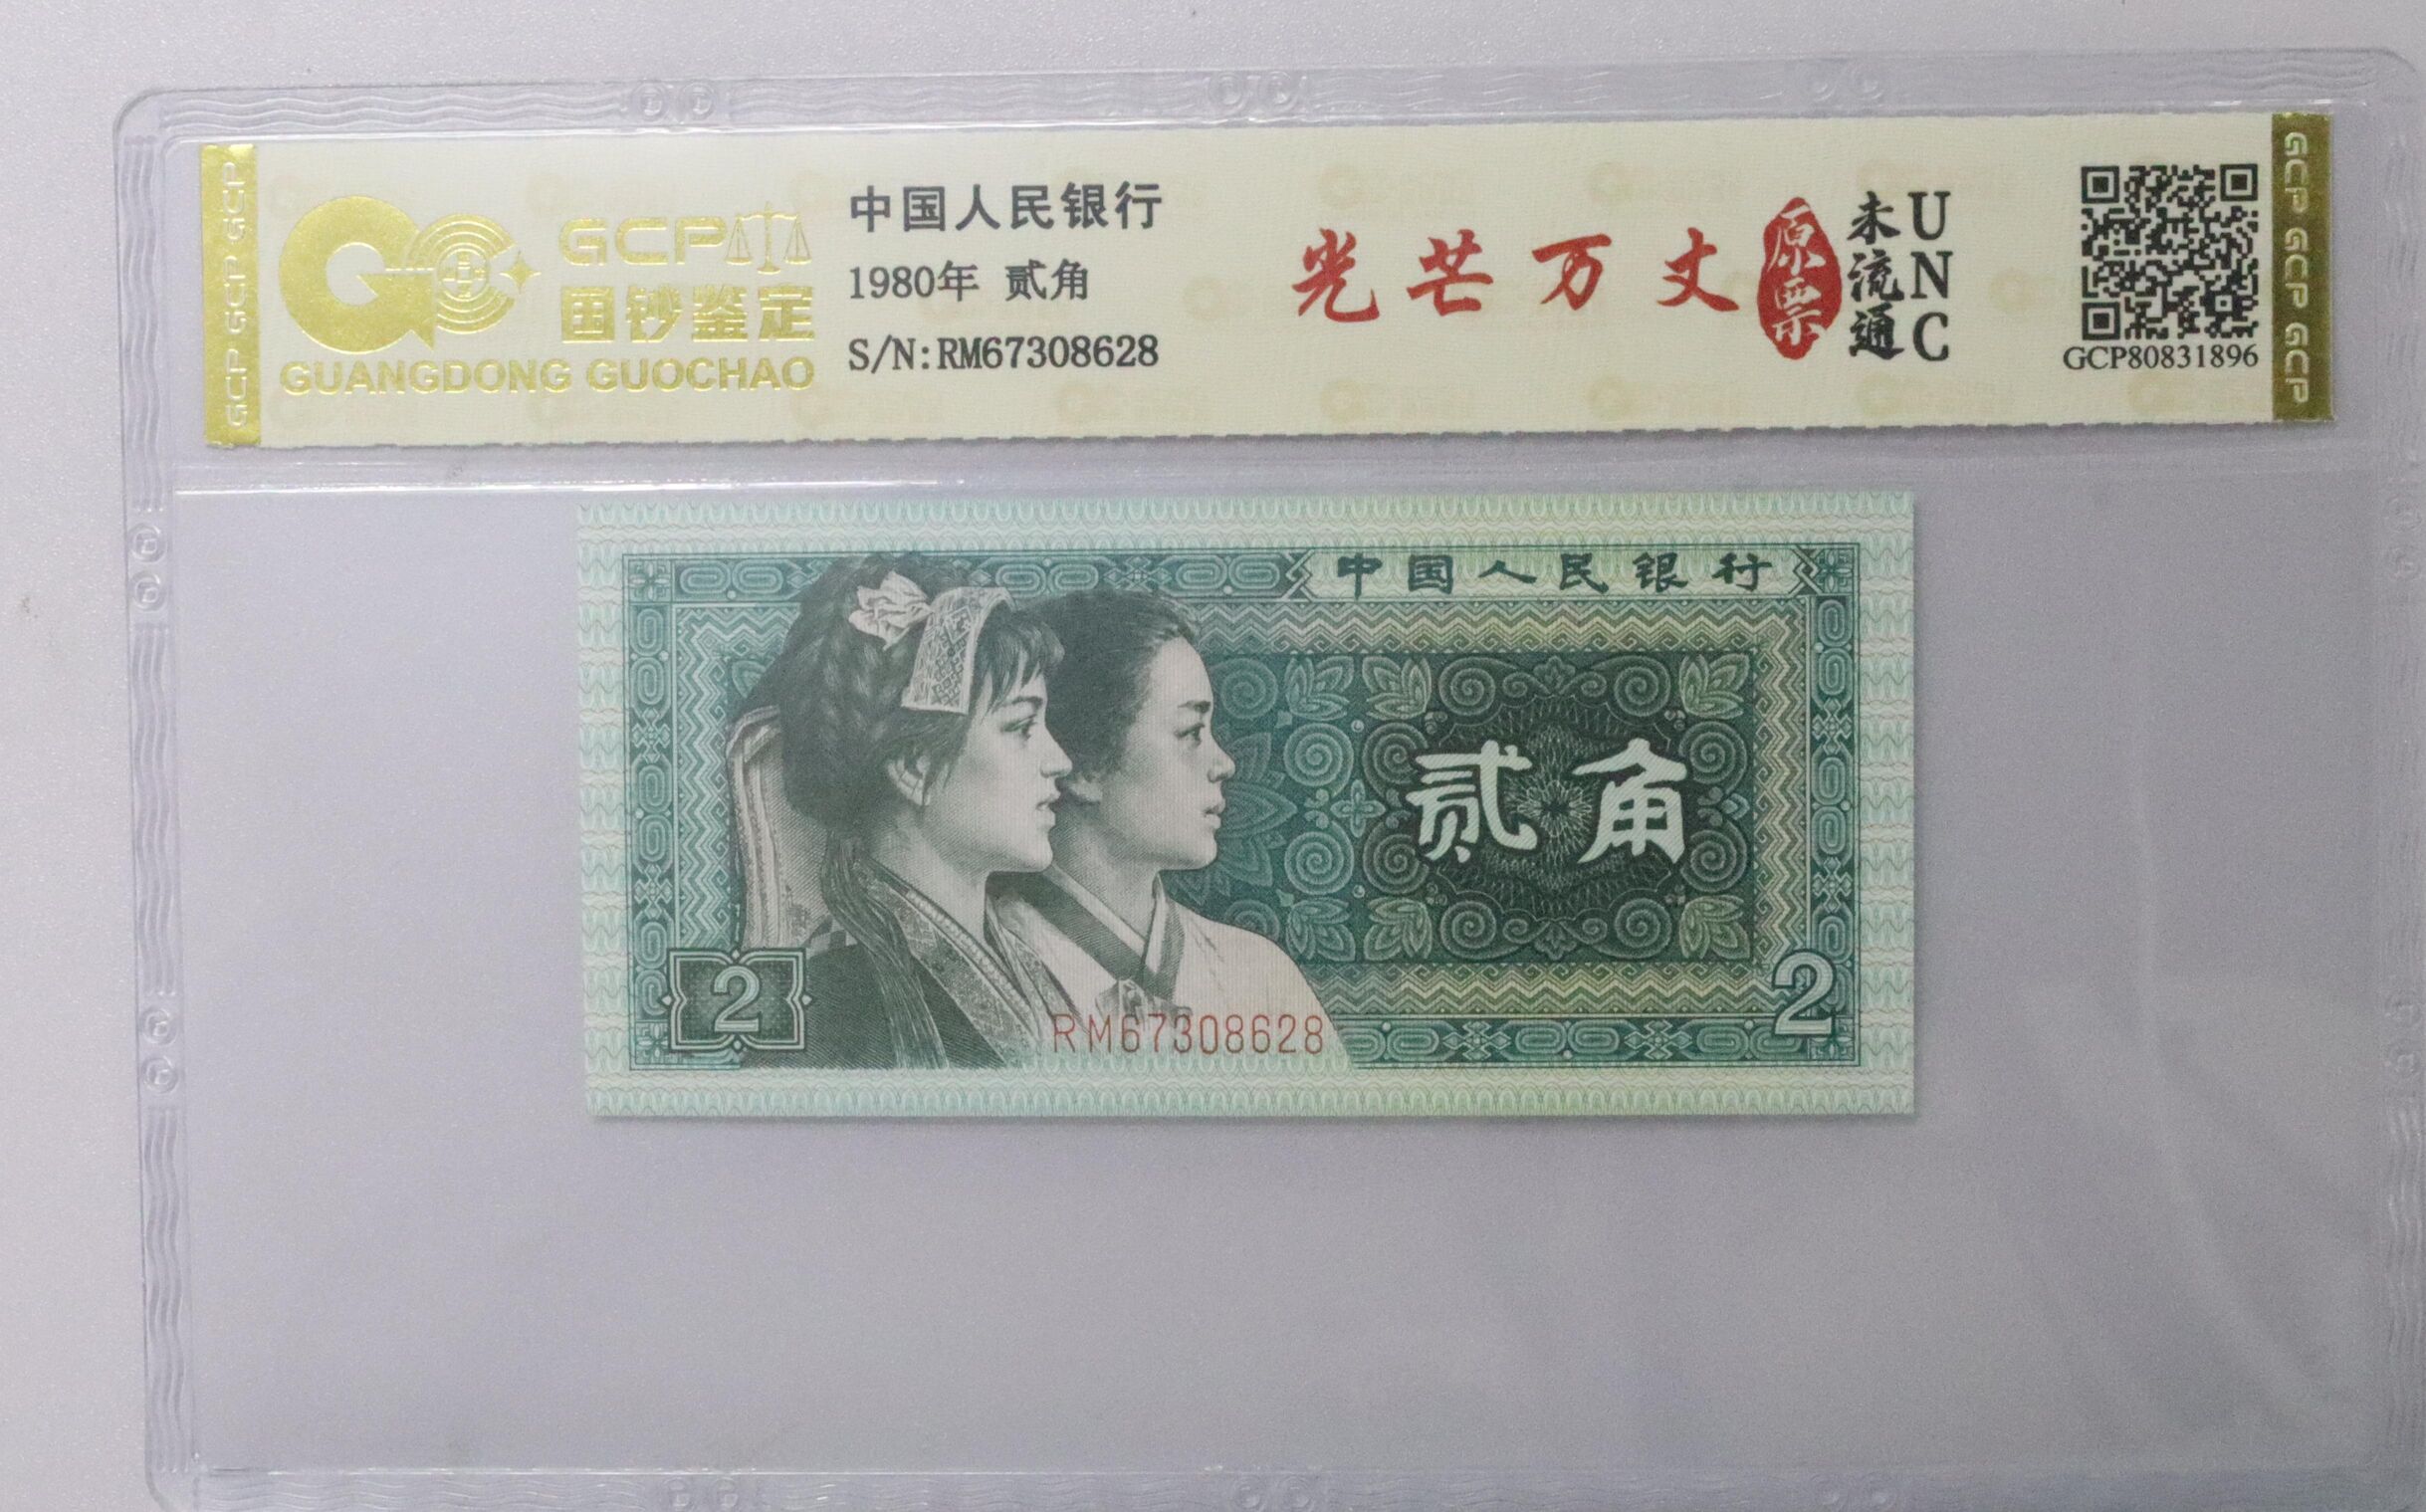 GCP GCP GCP
GCP
国钞鉴定
GUANGDONG GUOCHAO
中国人民银行
1980年 贰角
S/N:RM67308628
光芒万丈
原票
未流通
UNC
GCP80831896
GCP GCP GCP
中国人民银行
贰角
2
2
RM67308628